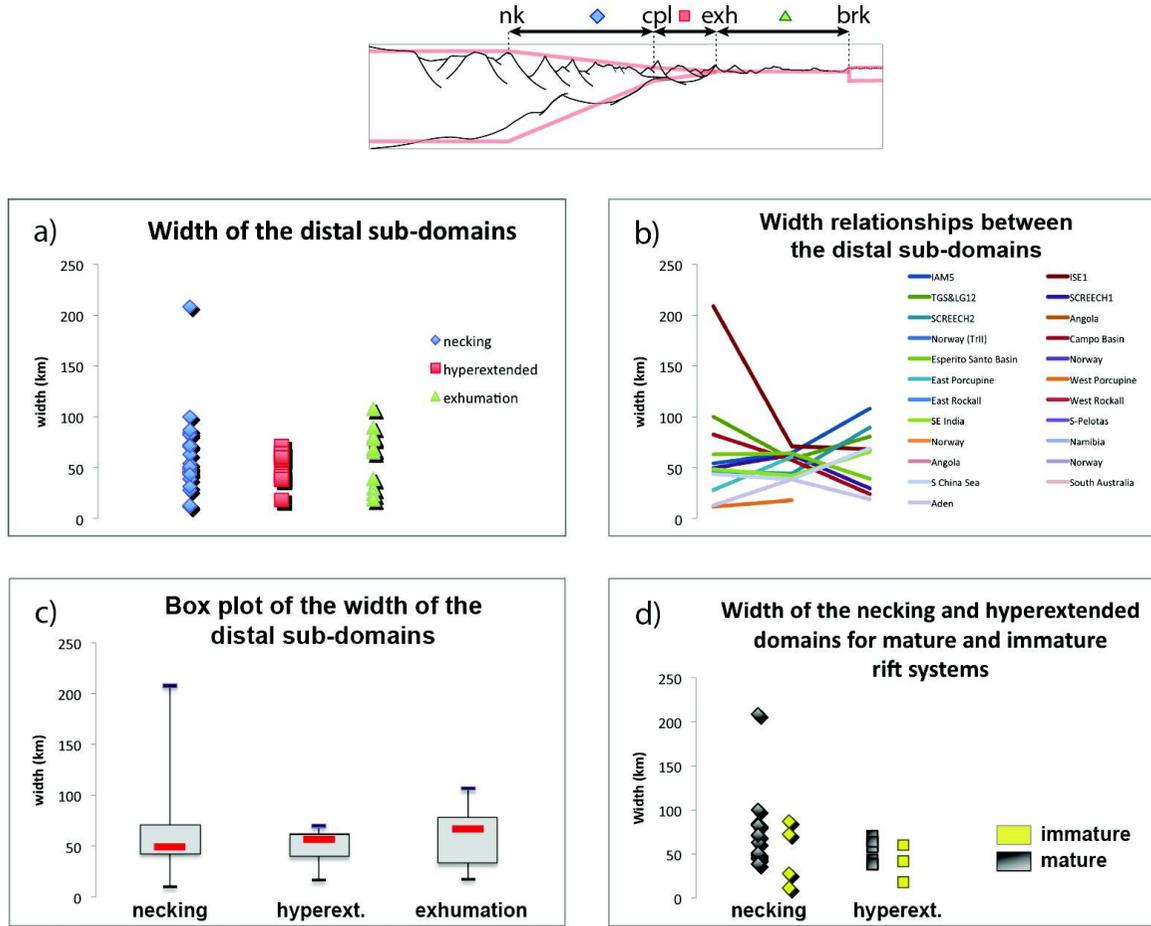 nk cpl exh brk
a)
Width of the distal sub-domains
250
200
150
100
50
0
width (km)
necking
hyperextended
exhumation
b)
Width relationships between
the distal sub-domains
250
200
150
100
50
0
width (km)
IAM5 ISE1
TGS&LG12 SCREECH1
SCREECH2 Angola
Norway (TrII) Campo Basin
Esperito Santo Basin Norway
East Porcupine West Porcupine
East Rockall West Rockall
SE India S-Pelotas
Norway Namibia
Angola Norway
S China Sea South Australia
Aden
c)
Box plot of the width of the
distal sub-domains
250
200
150
100
50
0
width (km)
necking hyperext. exhumation
d)
Width of the necking and hyperextended
domains for mature and immature
rift systems
250
200
150
100
50
0
Width (km)
immature
mature
necking hyperext.